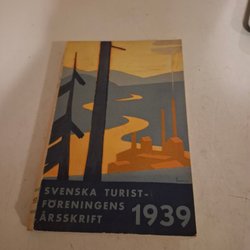 SVENSKA TURIST-
FÖRENINGENS
ÅRSSKRIFT 1939